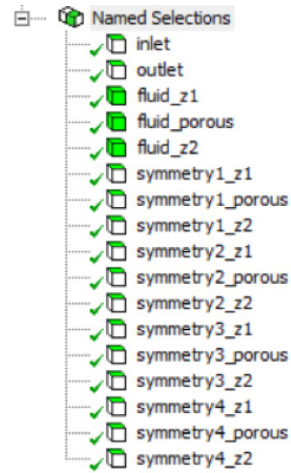 Named Selections
inlet
outlet
fluid_z1
fluid_porous
fluid_z2
symmetry1_z1
symmetry1_porous
symmetry1_z2
symmetry2_z1
symmetry2_porous
symmetry2_z2
symmetry3_z1
symmetry3_porous
symmetry3_z2
symmetry4_z1
symmetry4_porous
symmetry4_z2